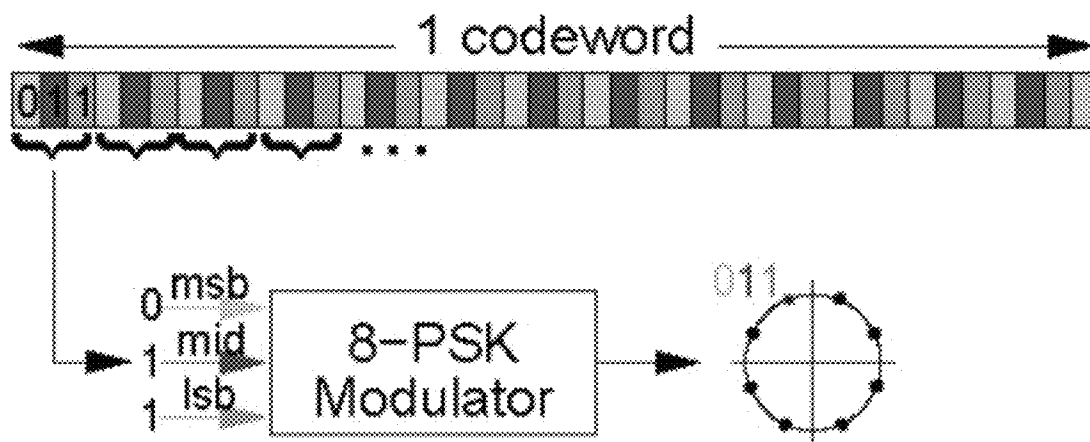 1 codeword
011
...
0 msb
011
1 mid
8-PSK
1 lsb
Modulator